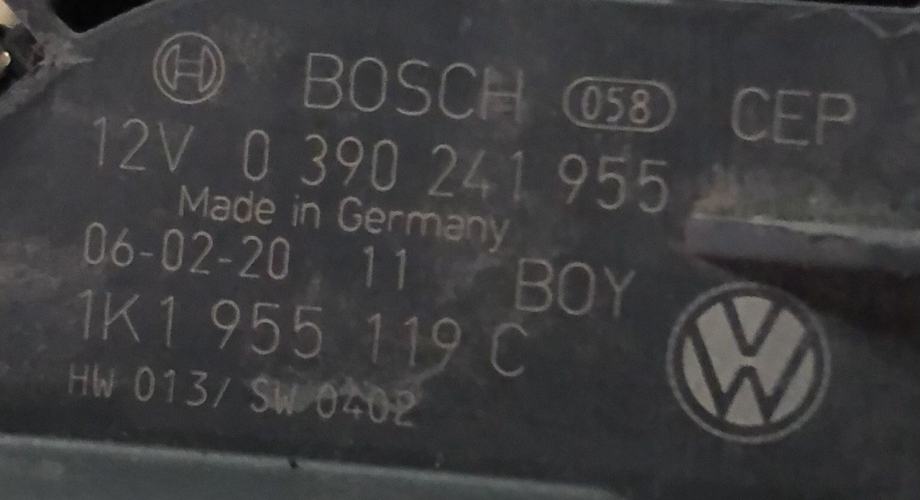 BOSCH 058 CEP
12V 0 390 241 955
Made in Germany
06-02-20 11 BOY
1K1 955 119 C
HW 013/ SW 0402